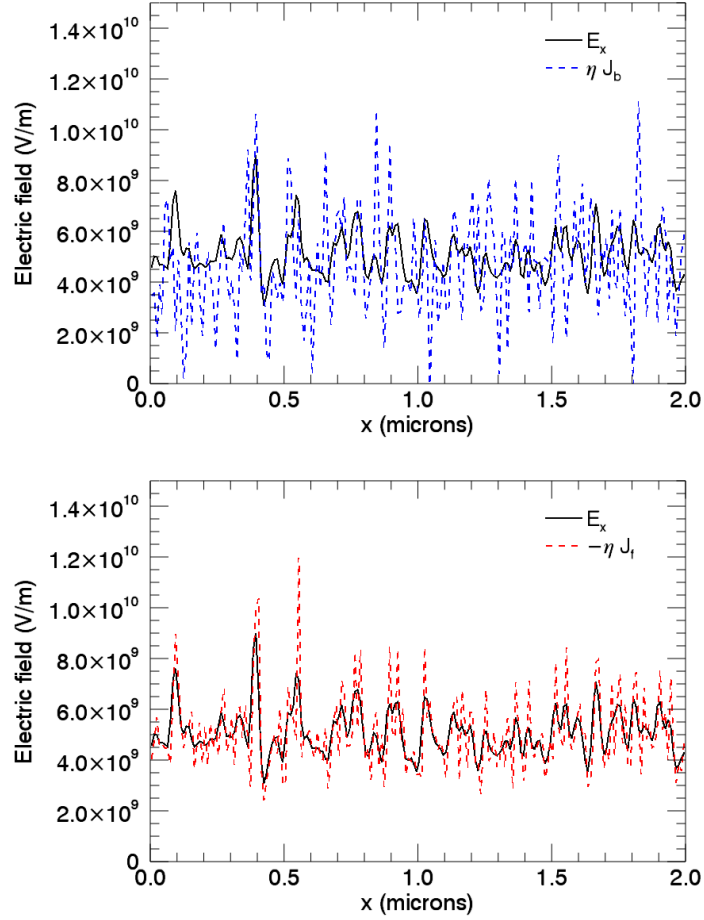 1.4×10¹⁰
1.2×10¹⁰
1.0×10¹⁰
8.0×10⁹
6.0×10⁹
4.0×10⁹
2.0×10⁹
0
Electric field (V/m)
Eₓ
η J_b
0.0 0.5 1.0 1.5 2.0
x (microns)
1.4×10¹⁰
1.2×10¹⁰
1.0×10¹⁰
8.0×10⁹
6.0×10⁹
4.0×10⁹
2.0×10⁹
0
Electric field (V/m)
Eₓ
−η J_f
0.0 0.5 1.0 1.5 2.0
x (microns)